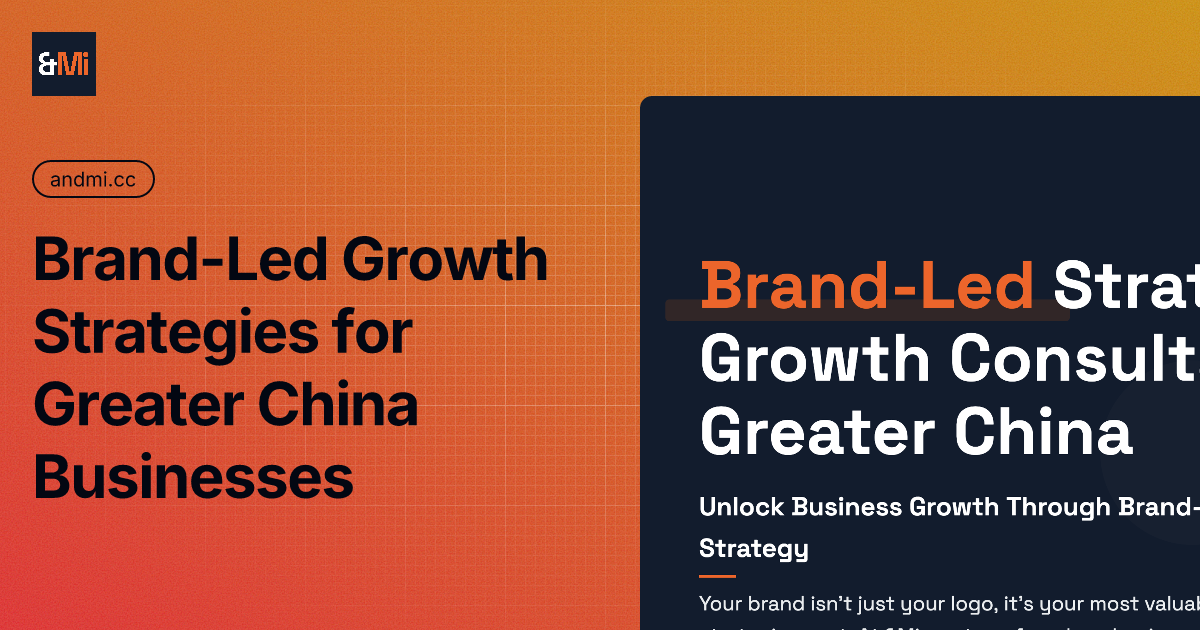 &Mi
andmi.cc
Brand-Led Growth
Strategies for
Greater China
Businesses
Brand-Led Strat
Growth Consult
Greater China
Unlock Business Growth Through Brand-
Strategy
Your brand isn't just your logo, it's your most valuab